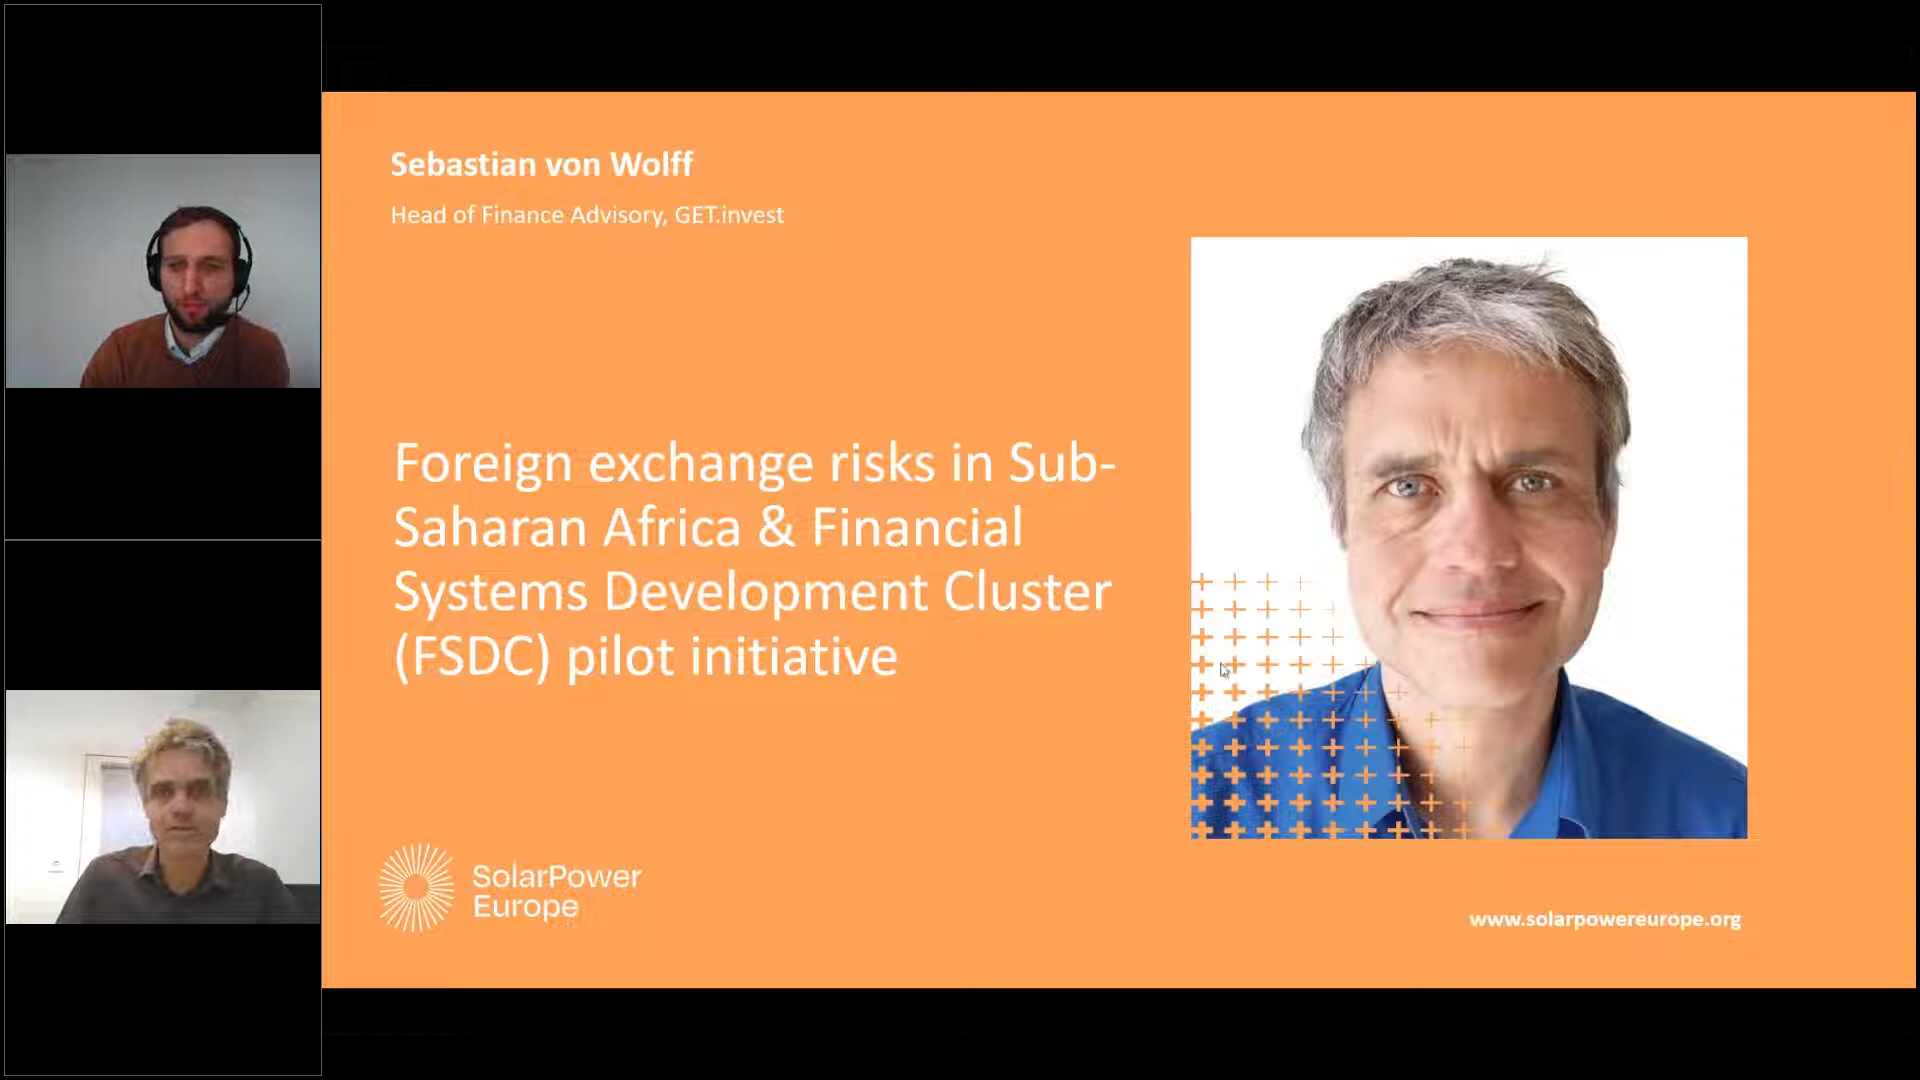 Sebastian von Wolff
Head of Finance Advisory, GET.invest
Foreign exchange risks in Sub-
Saharan Africa & Financial
Systems Development Cluster
(FSDC) pilot initiative
SolarPower
Europe
www.solarpowereurope.org